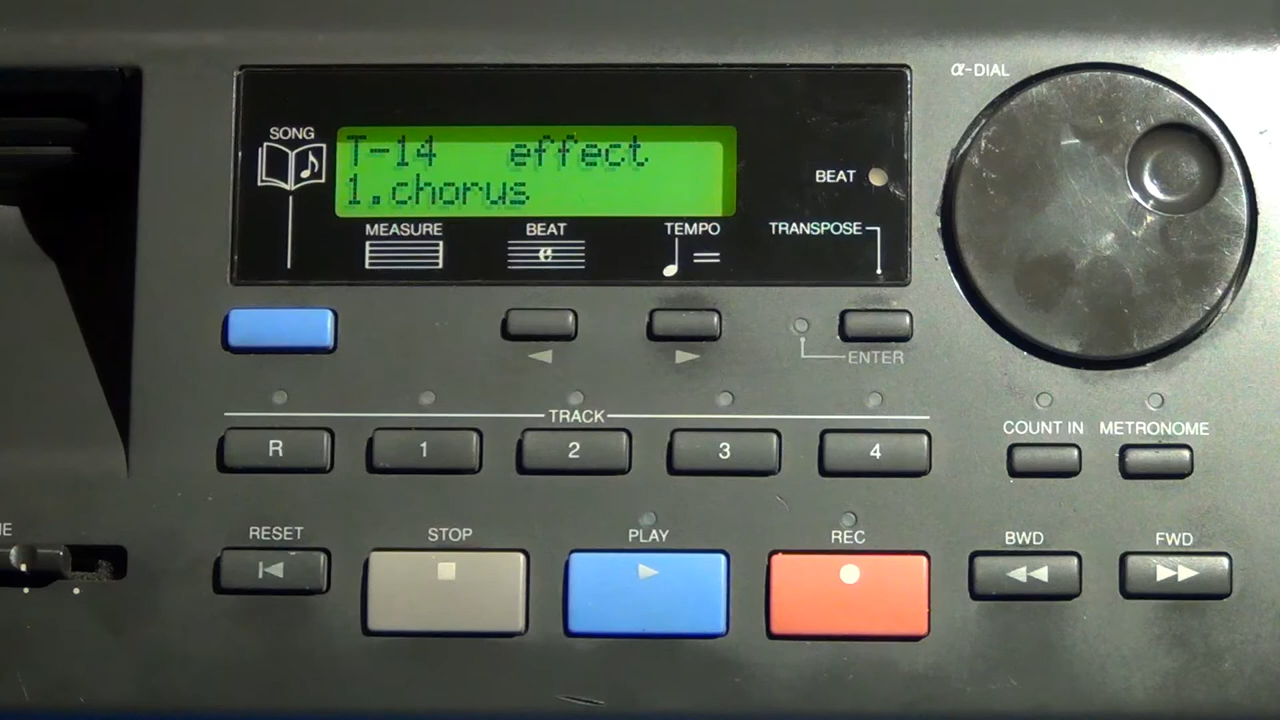 α-DIAL
SONG
T-14 effect
1.chorus
BEAT
MEASURE BEAT TEMPO TRANSPOSE
ENTER
TRACK
COUNT IN METRONOME
R 1 2 3 4
RESET STOP PLAY REC BWD FWD